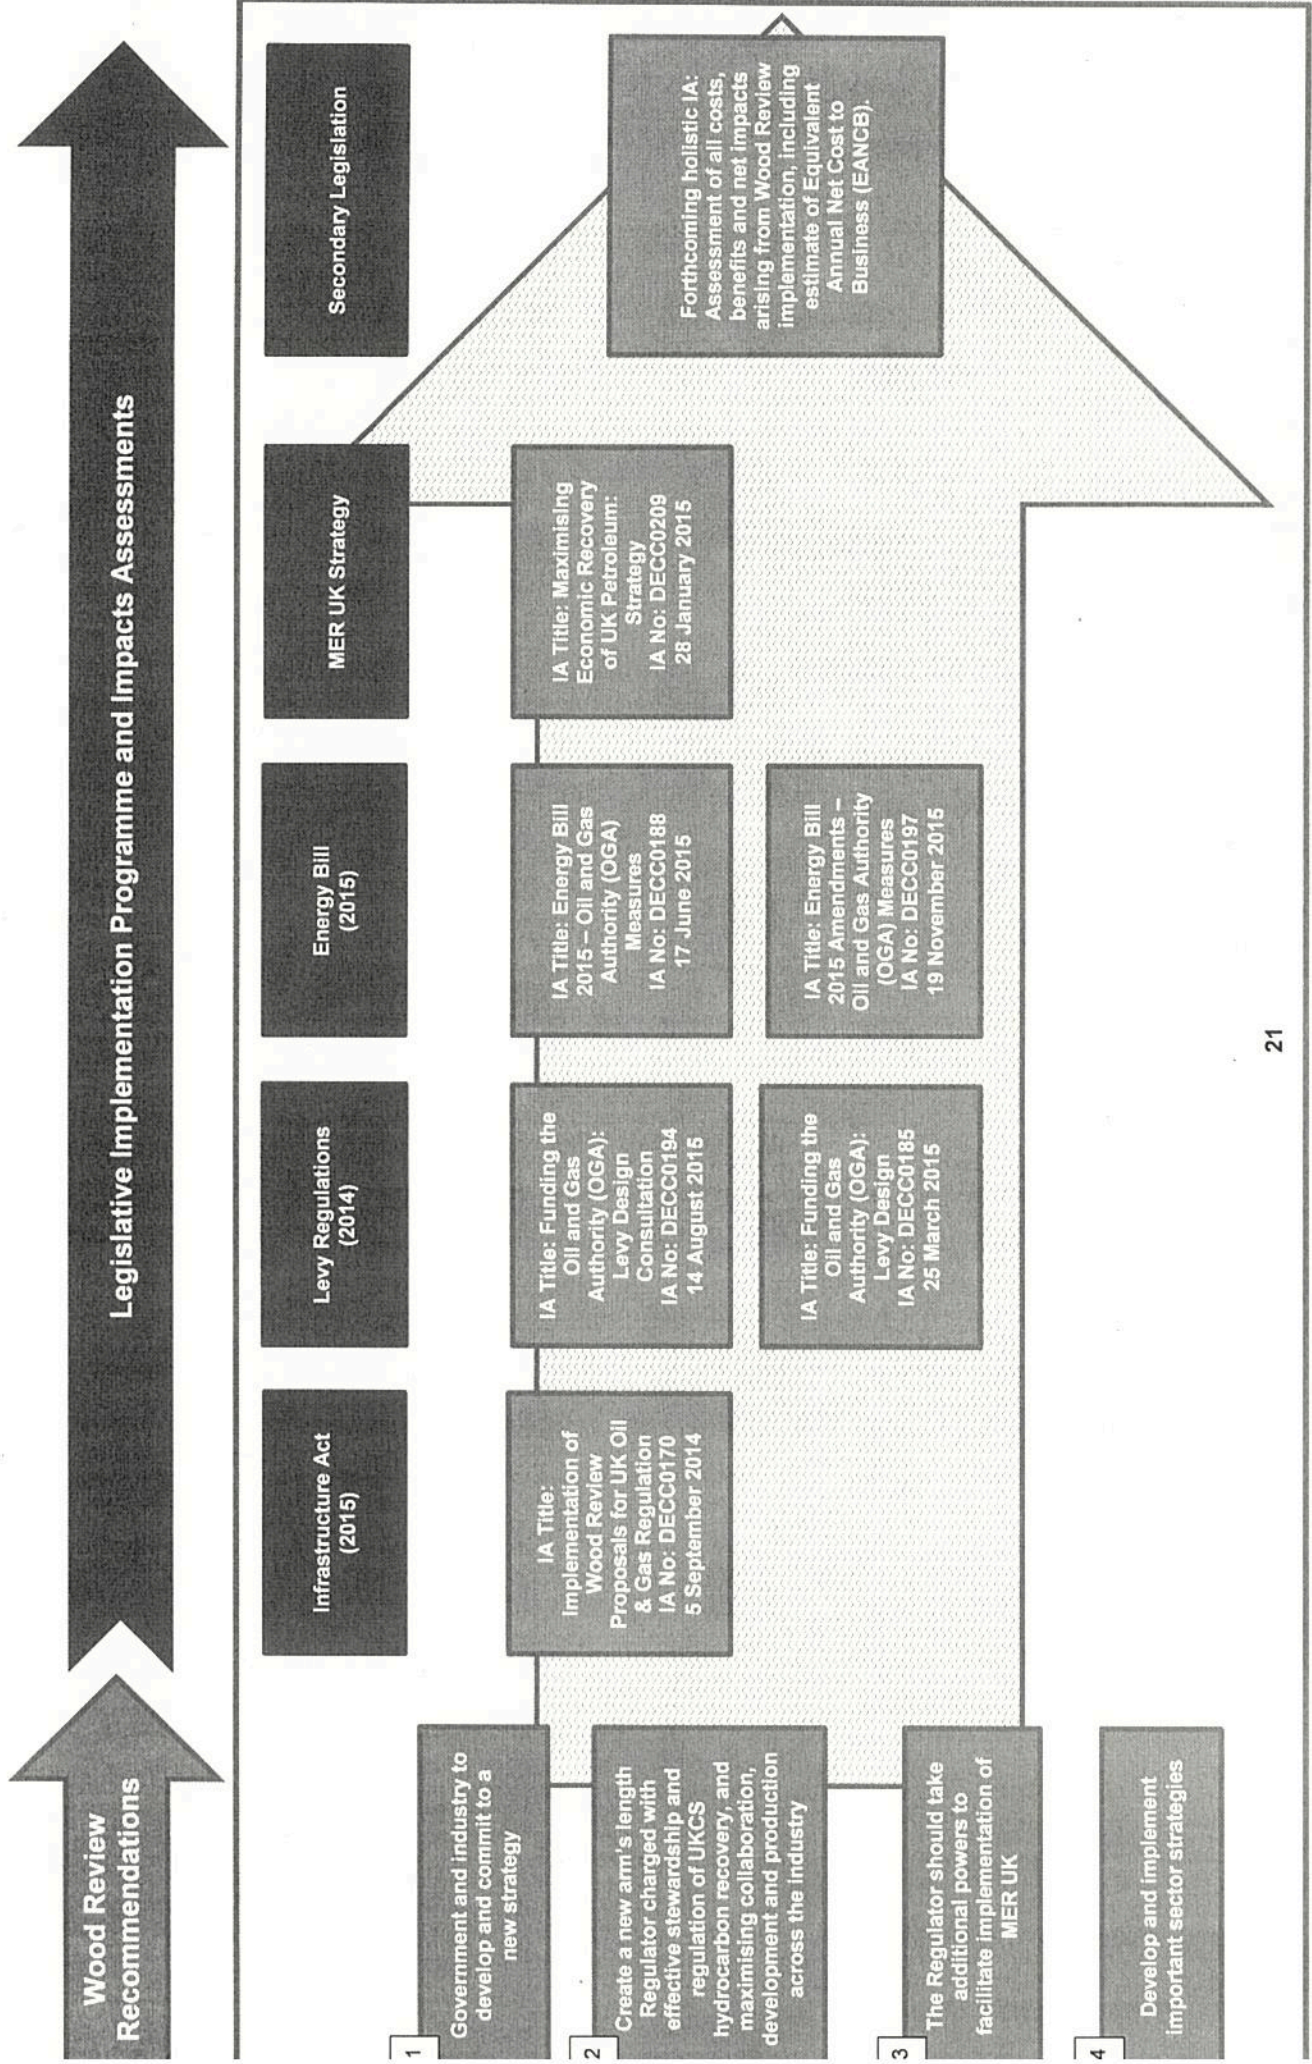 Wood Review
Recommendations
Legislative Implementation Programme and Impacts Assessments
1
Government and industry to
develop and commit to a
new strategy
2
Create a new arm's length
Regulator charged with
effective stewardship and
regulation of UKCS
hydrocarbon recovery, and
maximising collaboration,
development and production
across the industry
3
The Regulator should take
additional powers to
facilitate implementation of
MER UK
4
Develop and implement
important sector strategies
Infrastructure Act
(2015)
IA Title:
Implementation of
Wood Review
Proposals for UK Oil
& Gas Regulation
IA No: DECC0170
5 September 2014
Levy Regulations
(2014)
IA Title: Funding the
Oil and Gas
Authority (OGA):
Levy Design
Consultation
IA No: DECC0194
14 August 2015
IA Title: Funding the
Oil and Gas
Authority (OGA):
Levy Design
IA No: DECC0185
25 March 2015
Energy Bill
(2015)
IA Title: Energy Bill
2015 – Oil and Gas
Authority (OGA)
Measures
IA No: DECC0188
17 June 2015
IA Title: Energy Bill
2015 Amendments –
Oil and Gas Authority
(OGA) Measures
IA No: DECC0197
19 November 2015
MER UK Strategy
IA Title: Maximising
Economic Recovery
of UK Petroleum:
Strategy
IA No: DECC0209
28 January 2015
Secondary Legislation
Forthcoming holistic IA:
Assessment of all costs,
benefits and net impacts
arising from Wood Review
implementation, including
estimate of Equivalent
Annual Net Cost to
Business (EANCB).
21